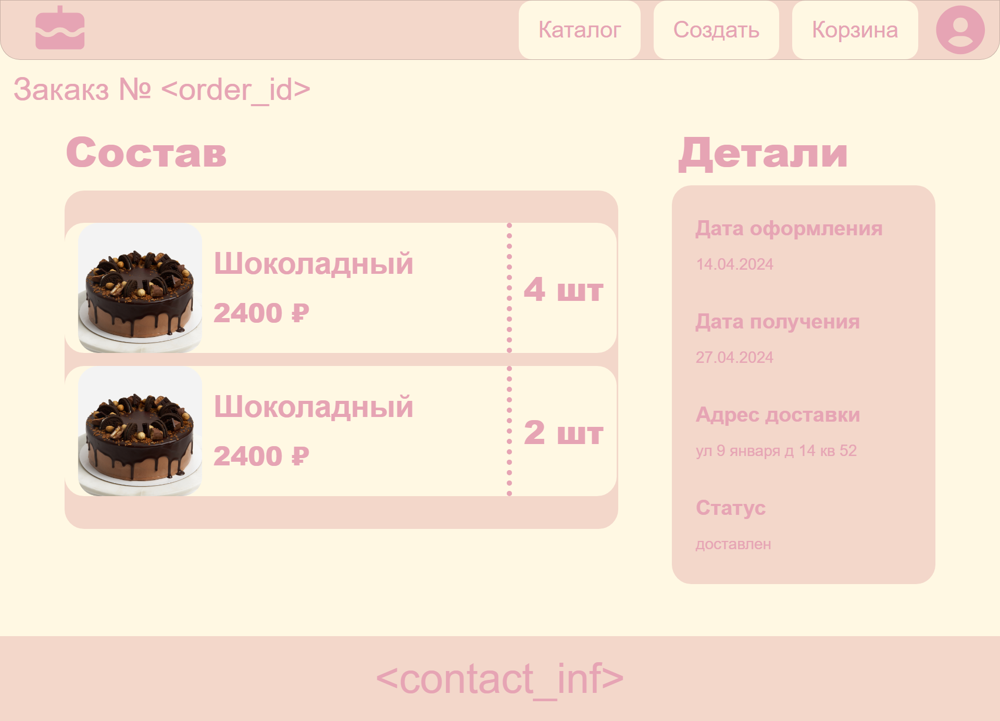 Каталог
Создать
Корзина
Закакз № <order_id>
Состав
Детали
Шоколадный
2400 ₽
4 шт
Шоколадный
2400 ₽
2 шт
Дата оформления
14.04.2024
Дата получения
27.04.2024
Адрес доставки
ул 9 января д 14 кв 52
Статус
доставлен
<contact_inf>